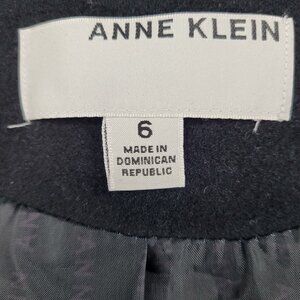 ANNE KLEIN
6
MADE IN
DOMINICAN
REPUBLIC